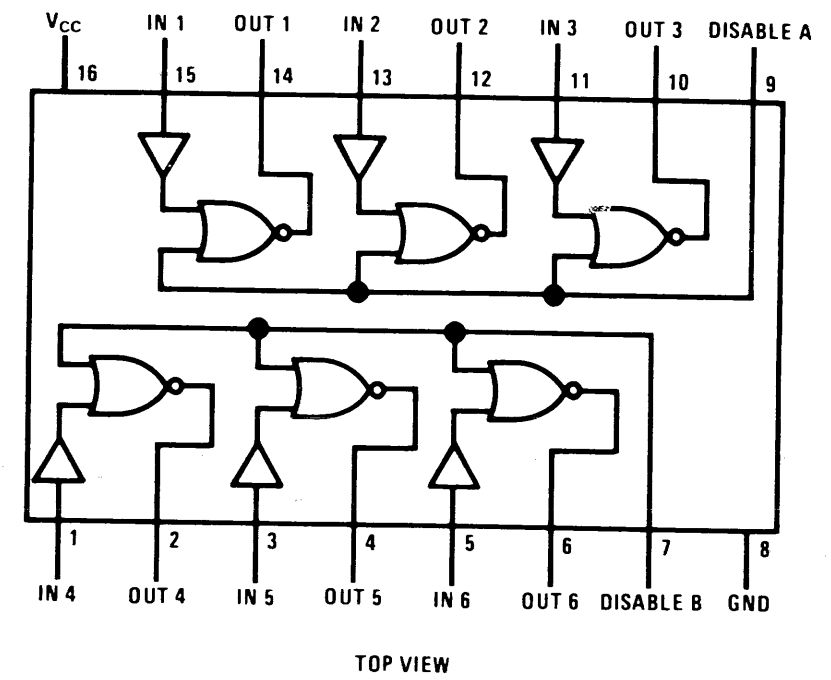 VCC IN 1 OUT 1 IN 2 OUT 2 IN 3 OUT 3 DISABLE A
16 15 14 13 12 11 10 9
1 2 3 4 5 6 7 8
IN 4 OUT 4 IN 5 OUT 5 IN 6 OUT 6 DISABLE B GND
TOP VIEW